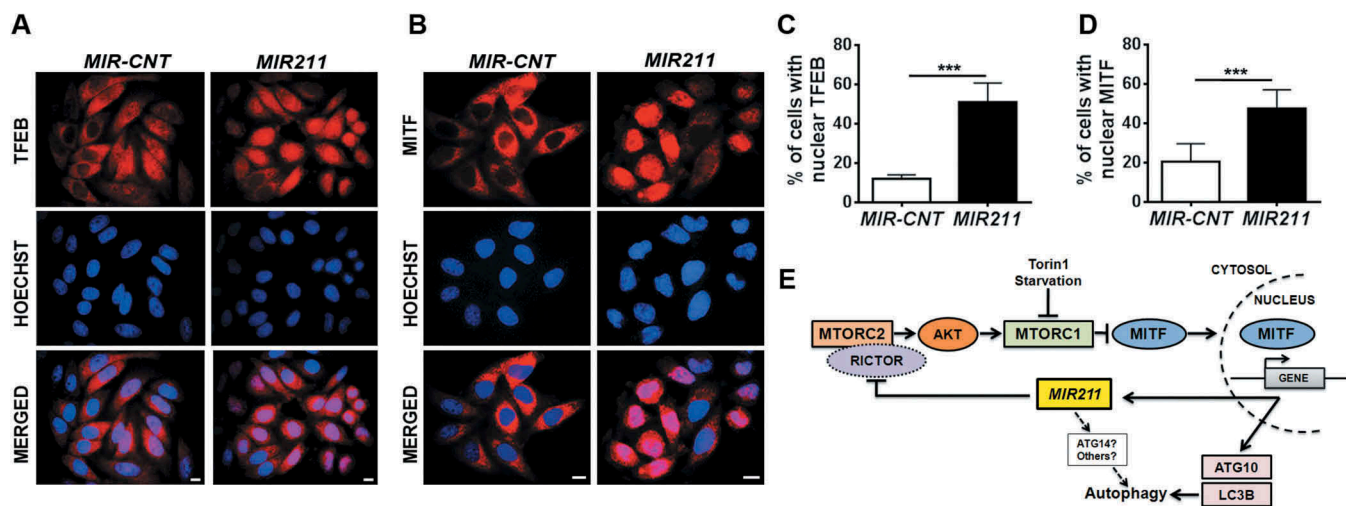 A
MIR-CNT
MIR211
TFEB
HOECHST
MERGED
B
MIR-CNT
MIR211
MITF
HOECHST
MERGED
C
% of cells with
nuclear TFEB
80
60
40
20
0
***
MIR-CNT
MIR211
D
% of cells with
nuclear MITF
80
60
40
20
0
***
MIR-CNT
MIR211
E
Torin1
Starvation
CYTOSOL
NUCLEUS
MTORC2
AKT
MTORC1
MITF
MITF
RICTOR
GENE
MIR211
ATG14?
Others?
ATG10
LC3B
Autophagy